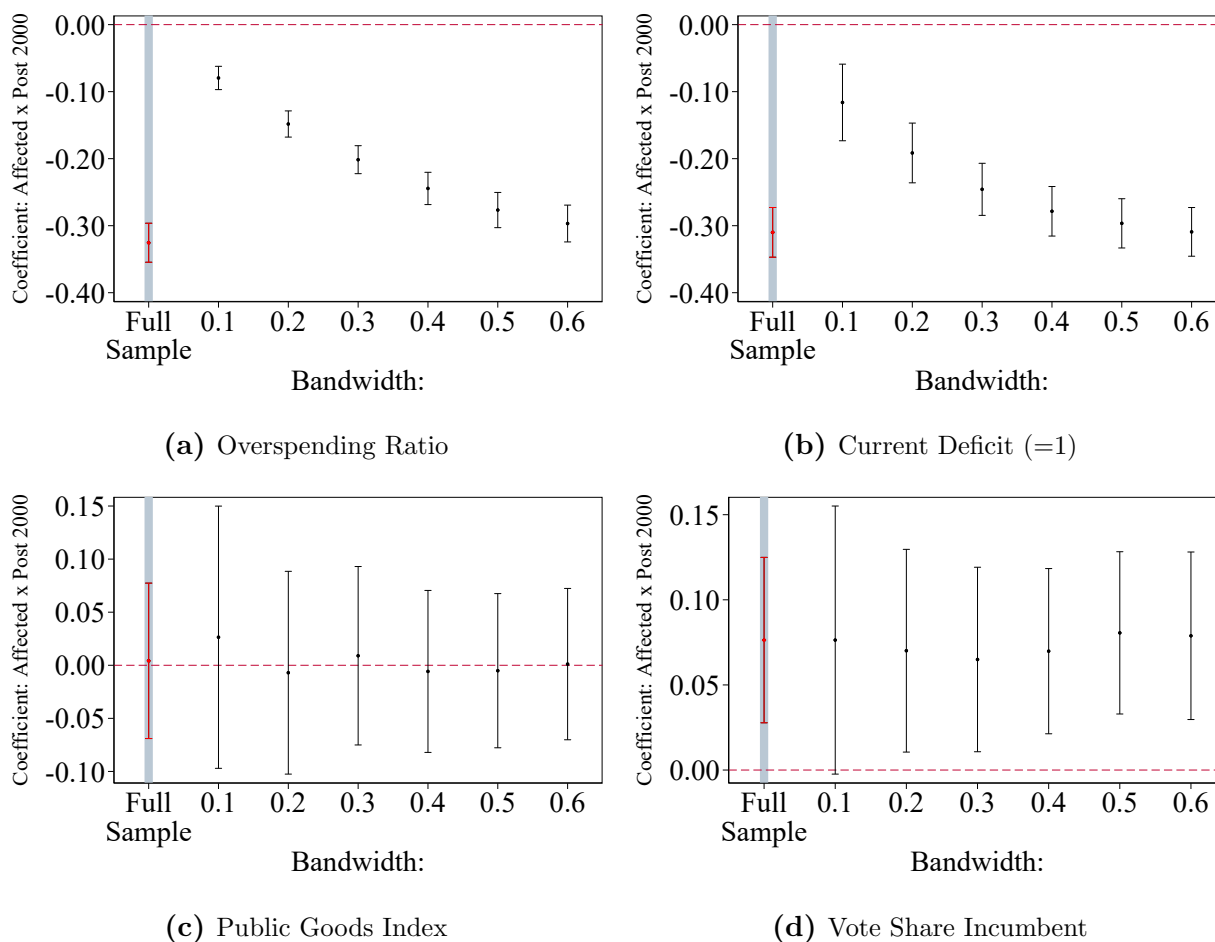 Coefficient: Affected x Post 2000
0.00
-0.10
-0.20
-0.30
-0.40
Full Sample 0.1 0.2 0.3 0.4 0.5 0.6
Bandwidth:
(a) Overspending Ratio
Coefficient: Affected x Post 2000
0.00
-0.10
-0.20
-0.30
-0.40
Full Sample 0.1 0.2 0.3 0.4 0.5 0.6
Bandwidth:
(b) Current Deficit (=1)
Coefficient: Affected x Post 2000
0.15
0.10
0.05
0.00
-0.05
-0.10
Full Sample 0.1 0.2 0.3 0.4 0.5 0.6
Bandwidth:
(c) Public Goods Index
Coefficient: Affected x Post 2000
0.15
0.10
0.05
0.00
Full Sample 0.1 0.2 0.3 0.4 0.5 0.6
Bandwidth:
(d) Vote Share Incumbent